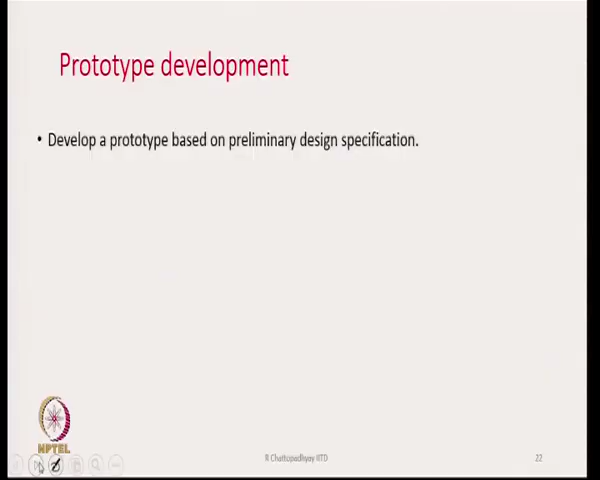 Prototype development
• Develop a prototype based on preliminary design specification.
NPTEL
R Chattopadhyay IITD
22